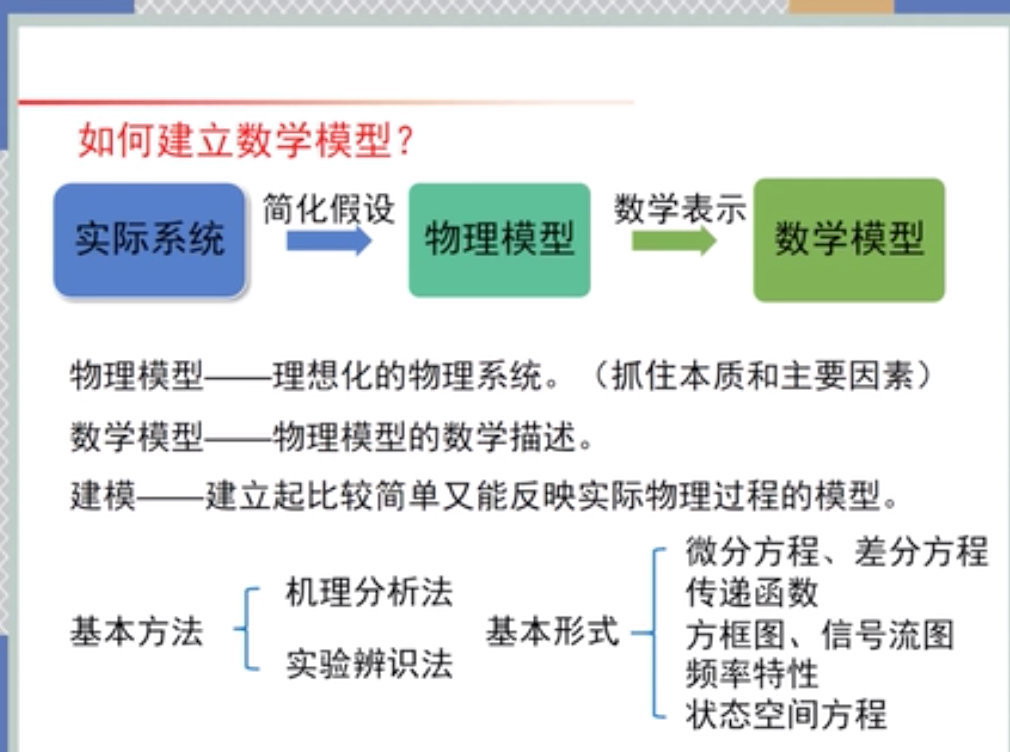 如何建立数学模型？
实际系统
简化假设
物理模型
数学表示
数学模型
物理模型——理想化的物理系统。（抓住本质和主要因素）
数学模型——物理模型的数学描述。
建模——建立起比较简单又能反映实际物理过程的模型。
基本方法
机理分析法
实验辨识法
基本形式
微分方程、差分方程
传递函数
方框图、信号流图
频率特性
状态空间方程